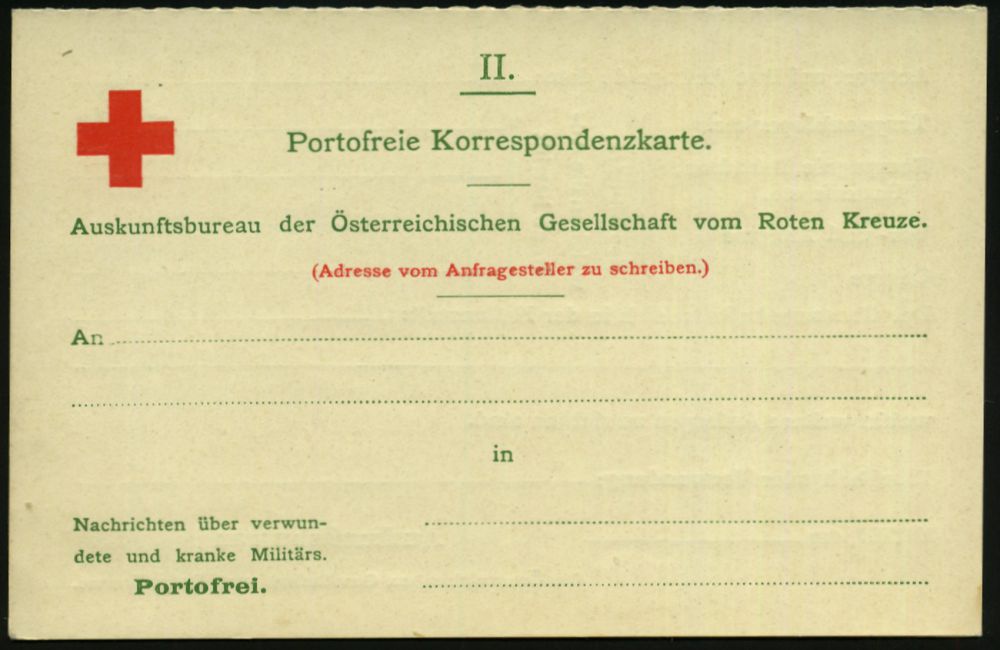 II.
Portofreie Korrespondenzkarte.
Auskunftsbureau der Österreichischen Gesellschaft vom Roten Kreuze.
(Adresse vom Anfragesteller zu schreiben.)
An
in
Nachrichten über verwun-
dete und kranke Militärs.
Portofrei.